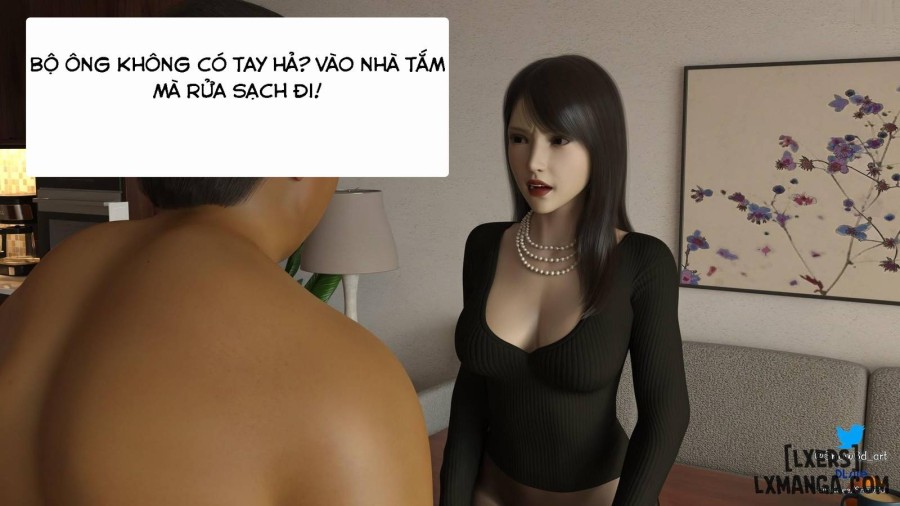 BỘ ÔNG KHÔNG CÓ TAY HẢ? VÀO NHÀ TẮM
MÀ RỬA SẠCH ĐI!
[LXERS]
LXMANGA.COM